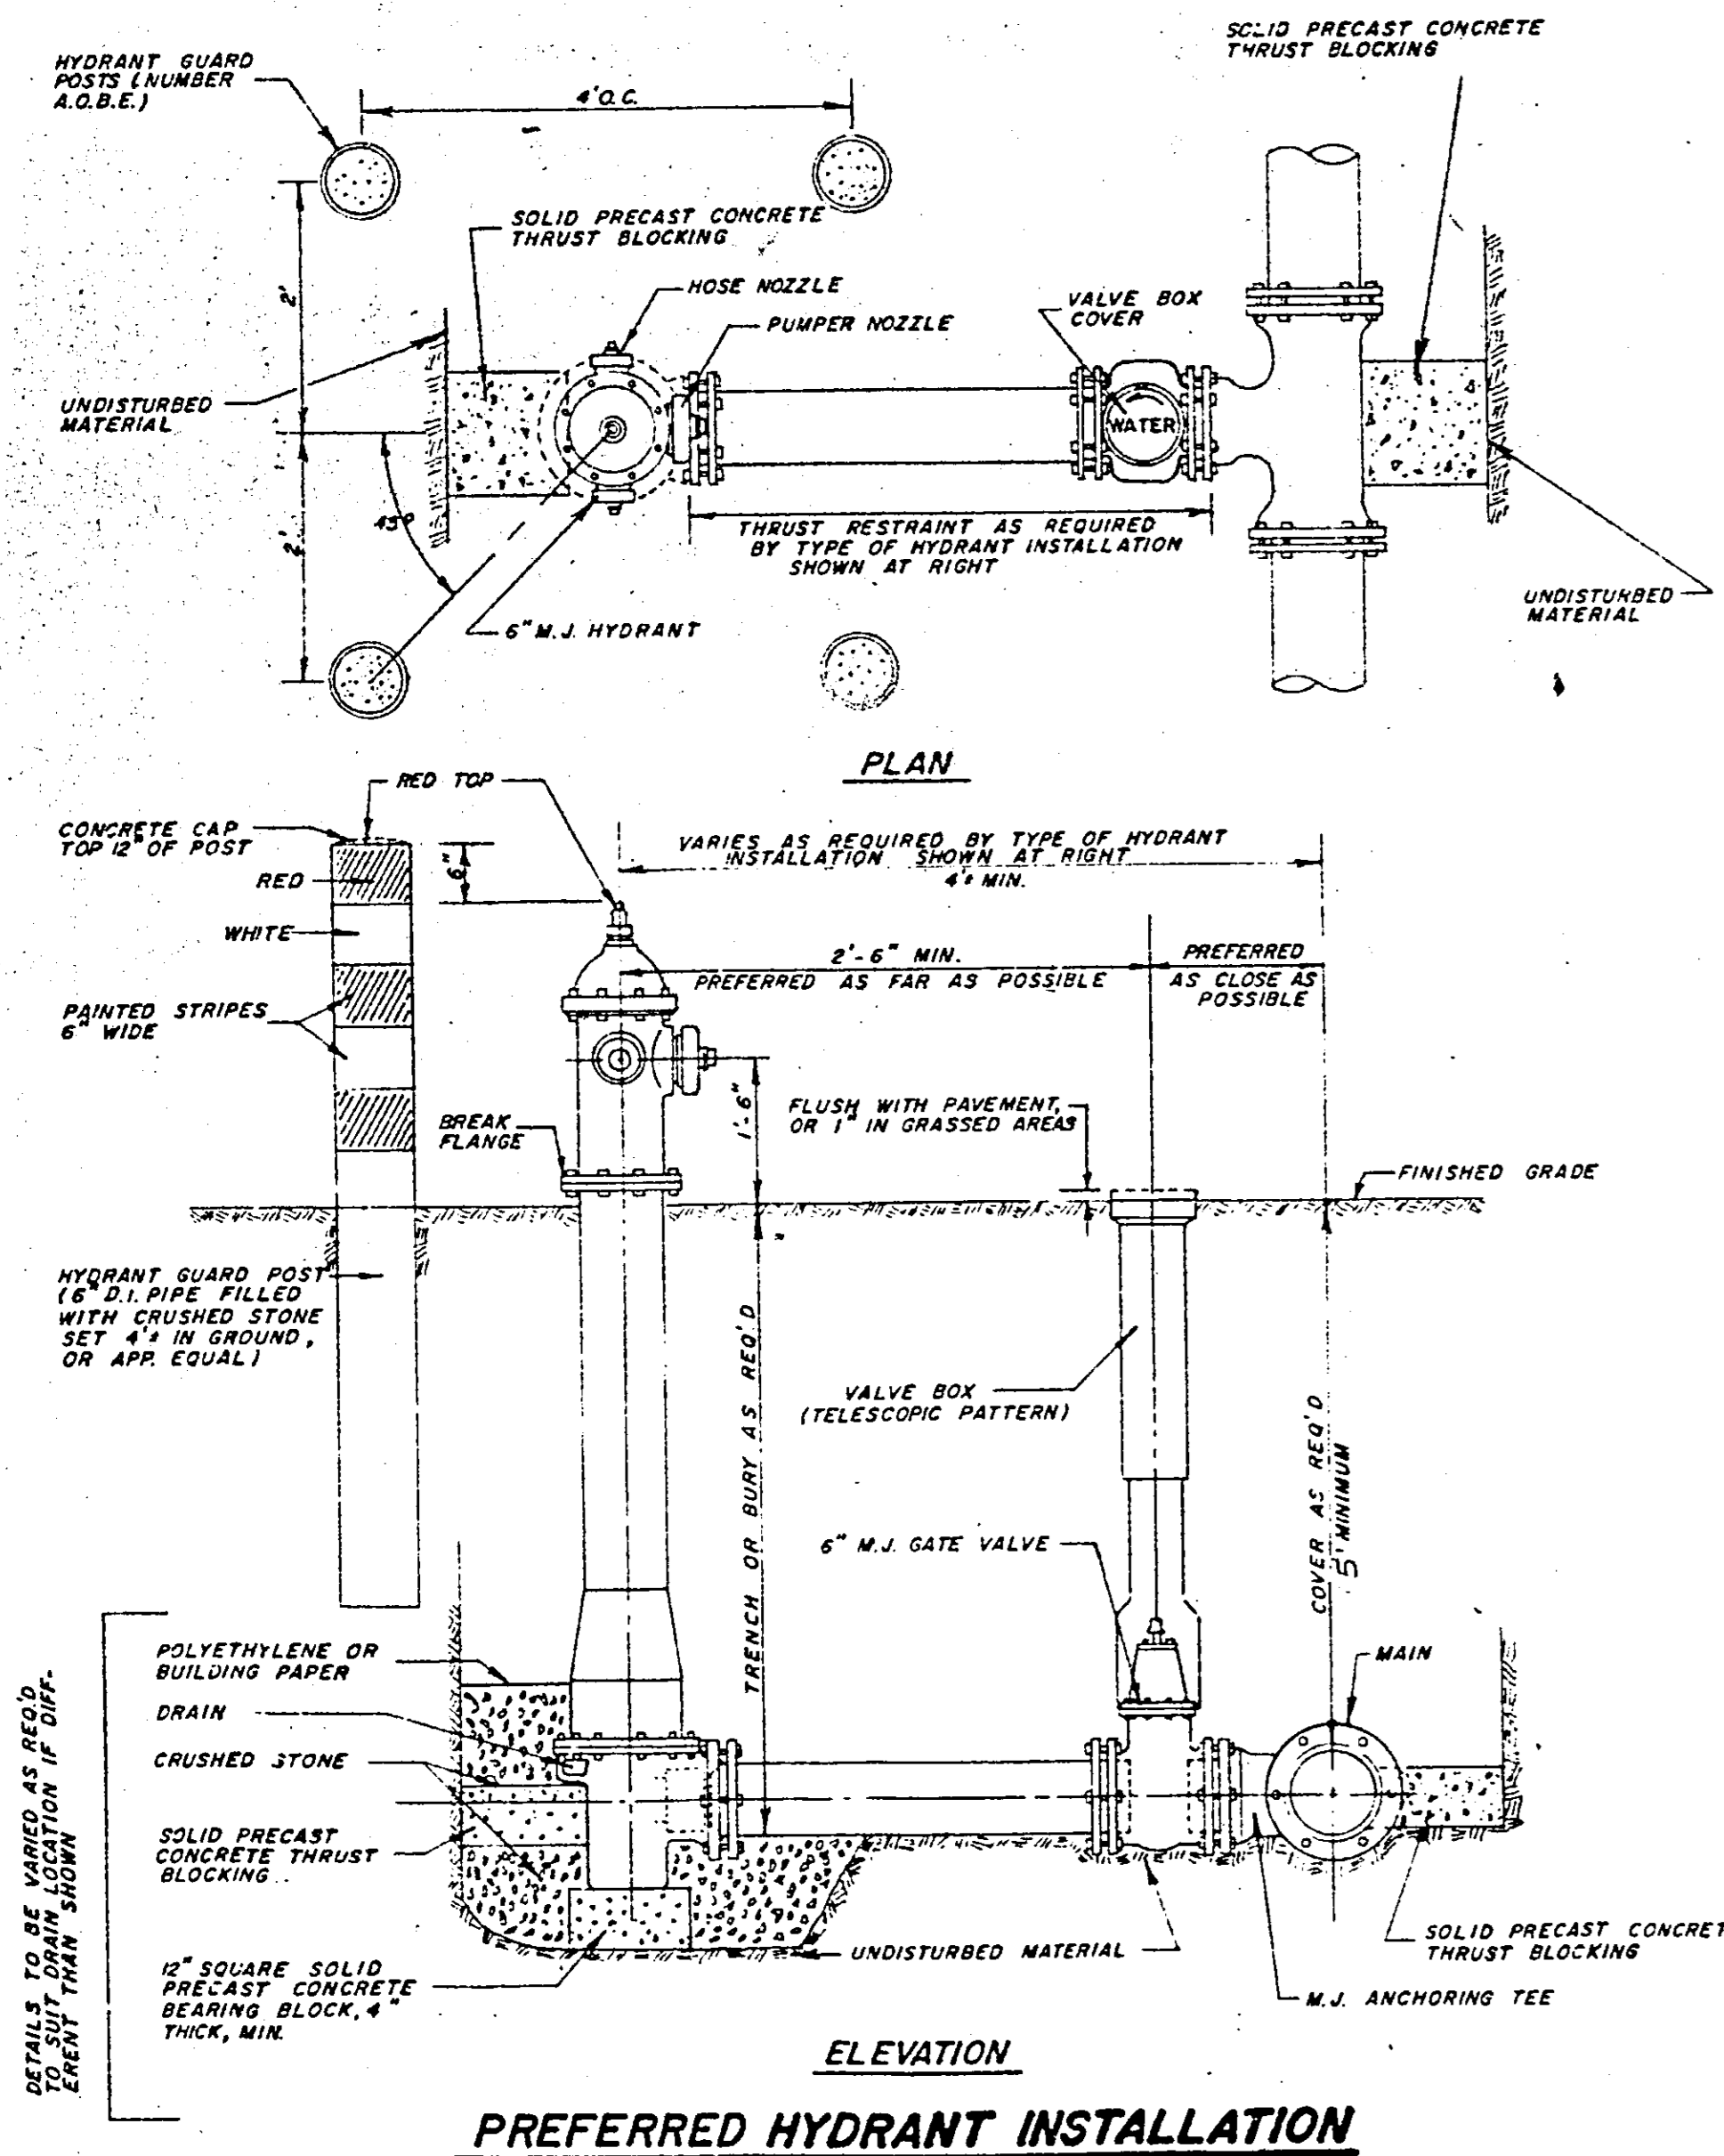 SOLID PRECAST CONCRETE
THRUST BLOCKING
HYDRANT GUARD
POSTS (NUMBER
A.O.B.E.)
4' O.C.
SOLID PRECAST CONCRETE
THRUST BLOCKING
2'
HOSE NOZZLE
PUMPER NOZZLE
VALVE BOX
COVER
UNDISTURBED
MATERIAL
WATER
45°
2'
THRUST RESTRAINT AS REQUIRED
BY TYPE OF HYDRANT INSTALLATION
SHOWN AT RIGHT
6" M.J. HYDRANT
UNDISTURBED
MATERIAL
PLAN
RED TOP
CONCRETE CAP
TOP 12" OF POST
RED
6"
WHITE
VARIES AS REQUIRED BY TYPE OF HYDRANT
INSTALLATION SHOWN AT RIGHT
4'± MIN.
2'-6" MIN.
PREFERRED AS FAR AS POSSIBLE
PREFERRED
AS CLOSE AS
POSSIBLE
PAINTED STRIPES
6" WIDE
1'-6"
BREAK
FLANGE
FLUSH WITH PAVEMENT,
OR 1" IN GRASSED AREAS
FINISHED GRADE
HYDRANT GUARD POST
(6" D.I. PIPE FILLED
WITH CRUSHED STONE
SET 4'± IN GROUND,
OR APP. EQUAL)
TRENCH OR BURY AS REQ'D
VALVE BOX
(TELESCOPIC PATTERN)
COVER AS REQ'D
5' MINIMUM
6" M.J. GATE VALVE
MAIN
POLYETHYLENE OR
BUILDING PAPER
DRAIN
CRUSHED STONE
SOLID PRECAST
CONCRETE THRUST
BLOCKING
12" SQUARE SOLID
PRECAST CONCRETE
BEARING BLOCK, 4"
THICK, MIN.
DETAILS TO BE VARIED AS REQ'D
TO SUIT DRAIN LOCATION IF DIFF-
ERENT THAN SHOWN
UNDISTURBED MATERIAL
SOLID PRECAST CONCRET
THRUST BLOCKING
M.J. ANCHORING TEE
ELEVATION
PREFERRED HYDRANT INSTALLATION